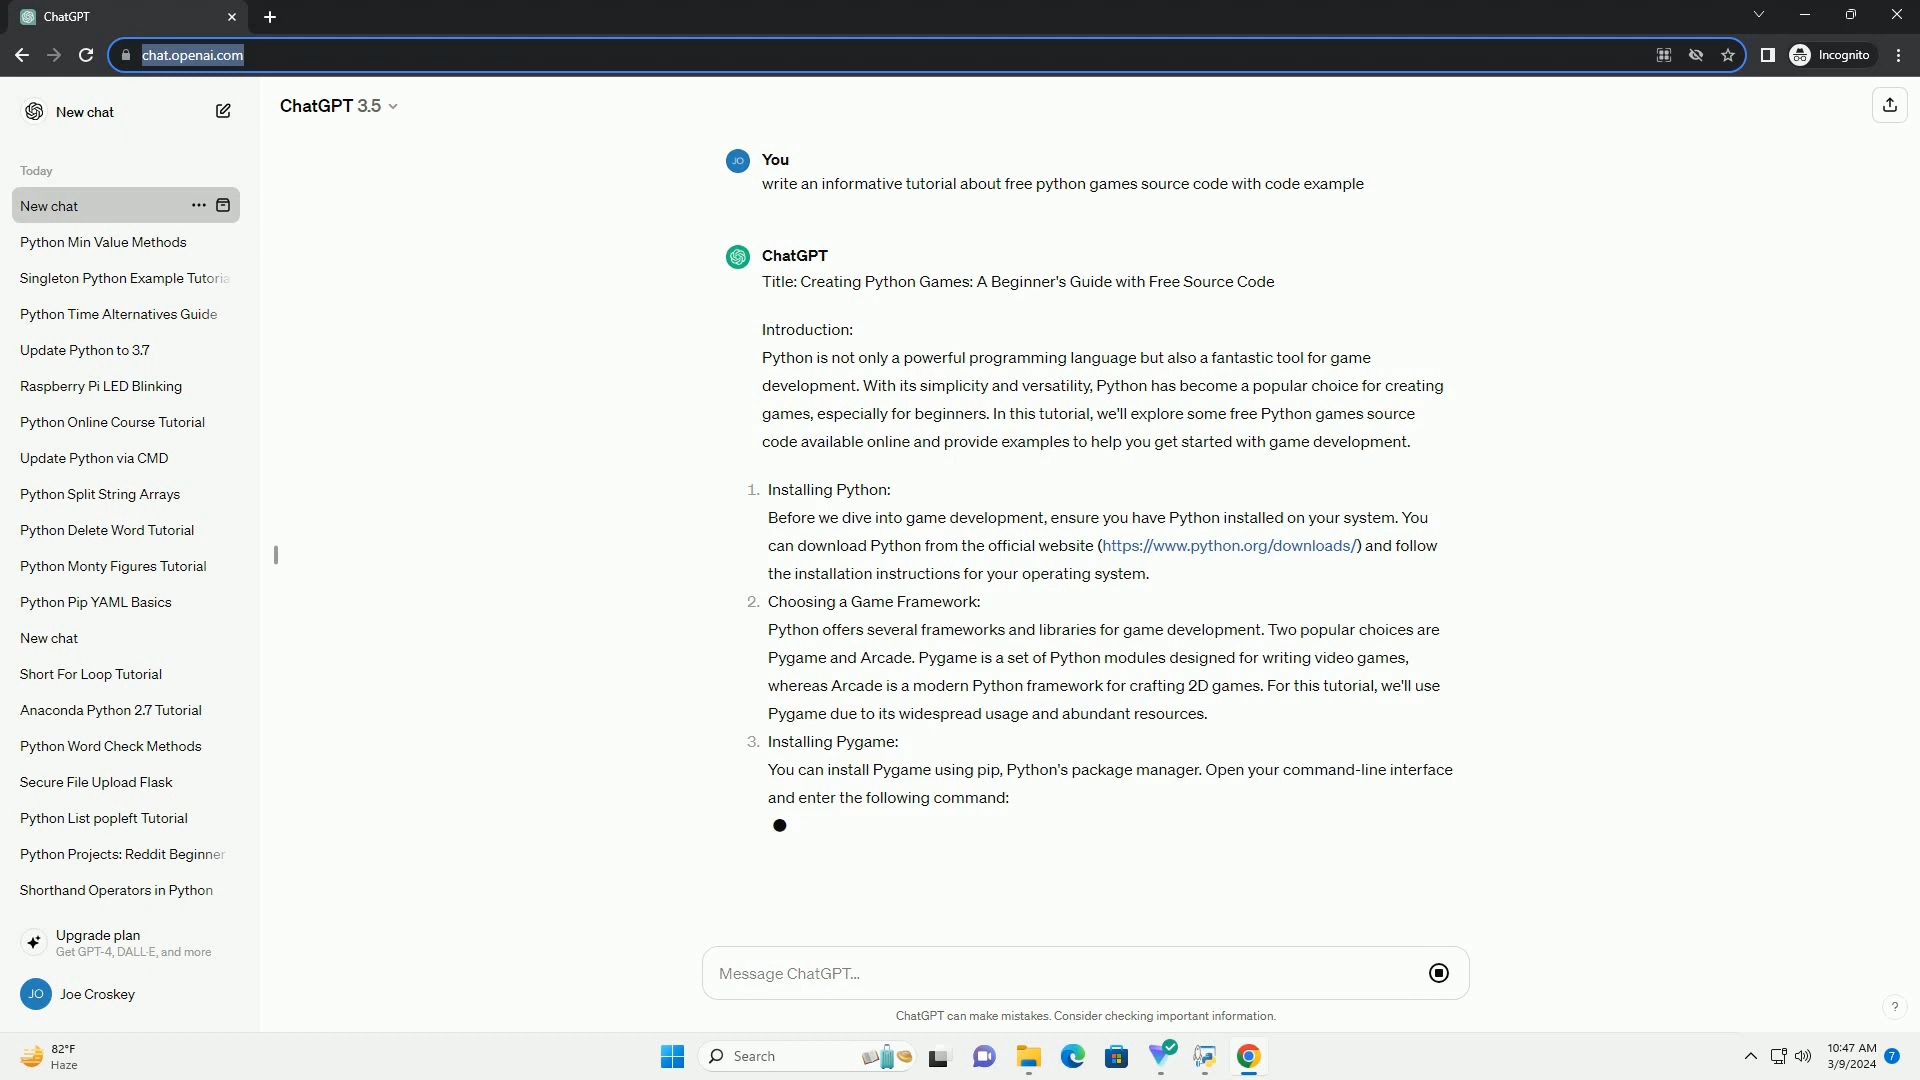 ChatGPT
chat.openai.com
Incognito
New chat
Today
New chat
Python Min Value Methods
Singleton Python Example Tutoria
Python Time Alternatives Guide
Update Python to 3.7
Raspberry Pi LED Blinking
Python Online Course Tutorial
Update Python via CMD
Python Split String Arrays
Python Delete Word Tutorial
Python Monty Figures Tutorial
Python Pip YAML Basics
New chat
Short For Loop Tutorial
Anaconda Python 2.7 Tutorial
Python Word Check Methods
Secure File Upload Flask
Python List popleft Tutorial
Python Projects: Reddit Beginner
Shorthand Operators in Python
Upgrade plan
Get GPT-4, DALL·E, and more
JO Joe Croskey
ChatGPT 3.5
JO You
write an informative tutorial about free python games source code with code example
ChatGPT
Title: Creating Python Games: A Beginner's Guide with Free Source Code
Introduction:
Python is not only a powerful programming language but also a fantastic tool for game
development. With its simplicity and versatility, Python has become a popular choice for creating
games, especially for beginners. In this tutorial, we'll explore some free Python games source
code available online and provide examples to help you get started with game development.
1. Installing Python:
Before we dive into game development, ensure you have Python installed on your system. You
can download Python from the official website (https://www.python.org/downloads/) and follow
the installation instructions for your operating system.
2. Choosing a Game Framework:
Python offers several frameworks and libraries for game development. Two popular choices are
Pygame and Arcade. Pygame is a set of Python modules designed for writing video games,
whereas Arcade is a modern Python framework for crafting 2D games. For this tutorial, we'll use
Pygame due to its widespread usage and abundant resources.
3. Installing Pygame:
You can install Pygame using pip, Python's package manager. Open your command-line interface
and enter the following command:
Message ChatGPT...
ChatGPT can make mistakes. Consider checking important information.
?
82°F
Haze
Search
10:47 AM
3/9/2024
7